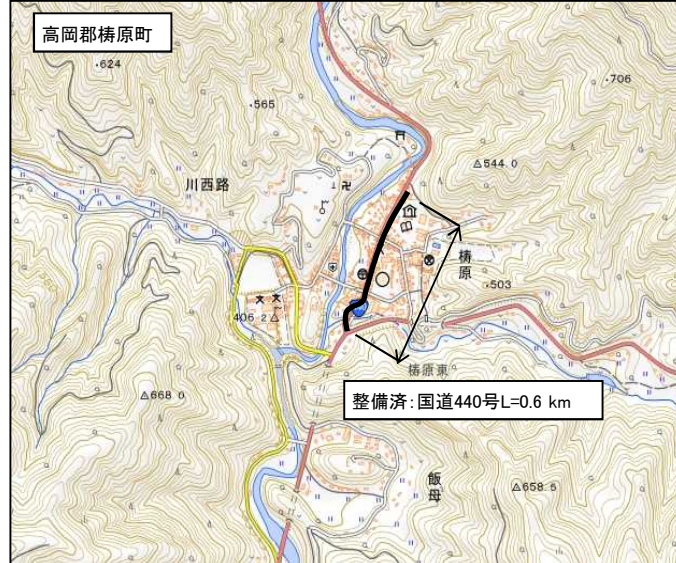 高岡郡梼原町
・624
・706
・565
△544.0
川西路
梼原
・503
406.2△
梼原東
△668.0
整備済:国道440号L=0.6 km
飯母
△658.5